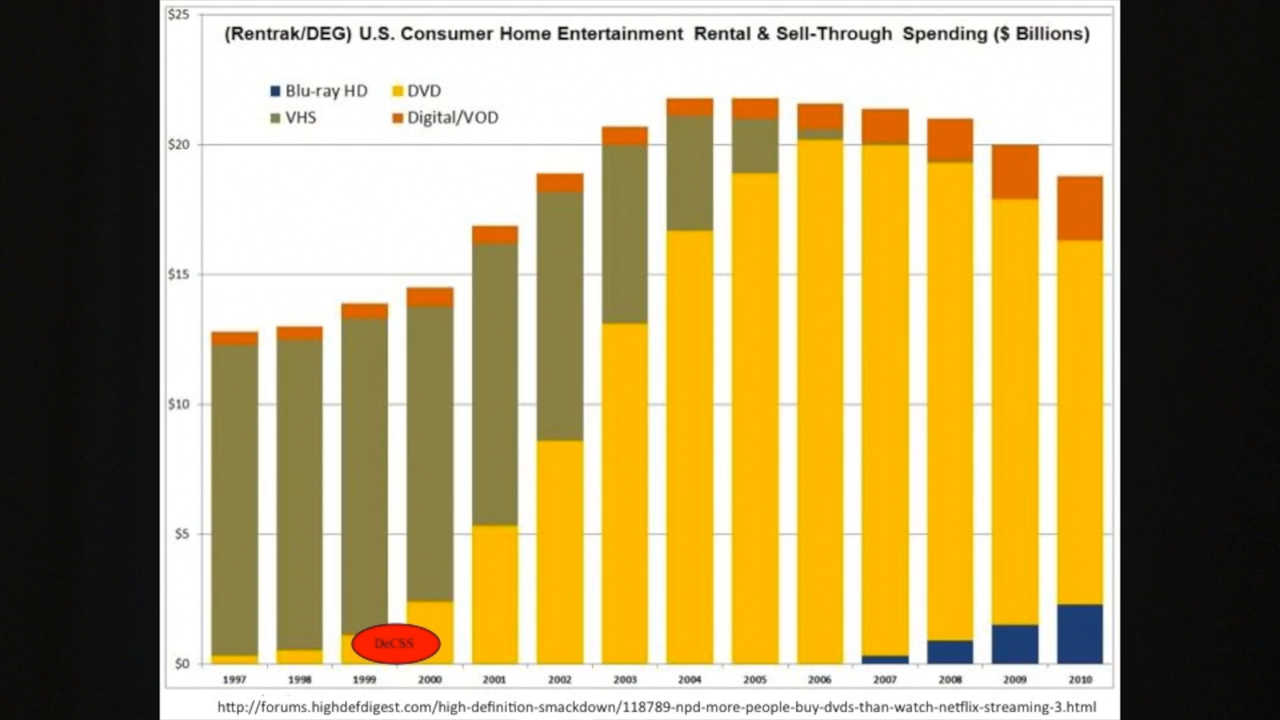 $25
(Rentrak/DEG) U.S. Consumer Home Entertainment Rental & Sell-Through Spending ($ Billions)
Blu-ray HD DVD
VHS Digital/VOD
$20
$15
$10
$5
DeCSS
$0
1997 1998 1999 2000 2001 2002 2003 2004 2005 2006 2007 2008 2009 2010
http://forums.highdefdigest.com/high-definition-smackdown/118789-npd-more-people-buy-dvds-than-watch-netflix-streaming-3.html